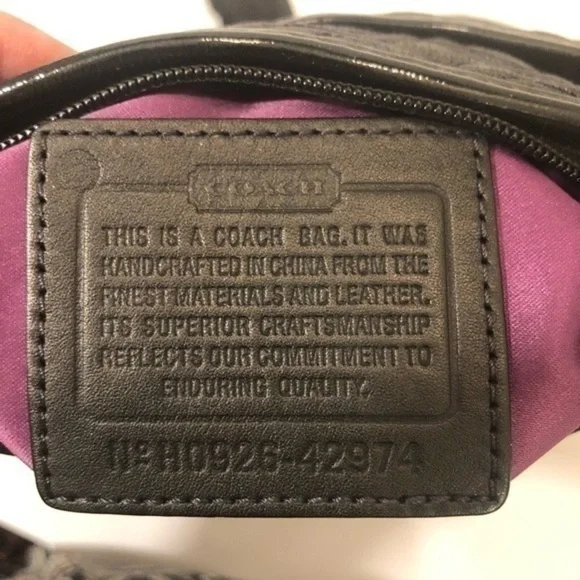 COACH
THIS IS A COACH BAG. IT WAS
HANDCRAFTED IN CHINA FROM THE
FINEST MATERIALS AND LEATHER.
ITS SUPERIOR CRAFTSMANSHIP
REFLECTS OUR COMMITMENT TO
ENDURING QUALITY.
Nº H0926-42974